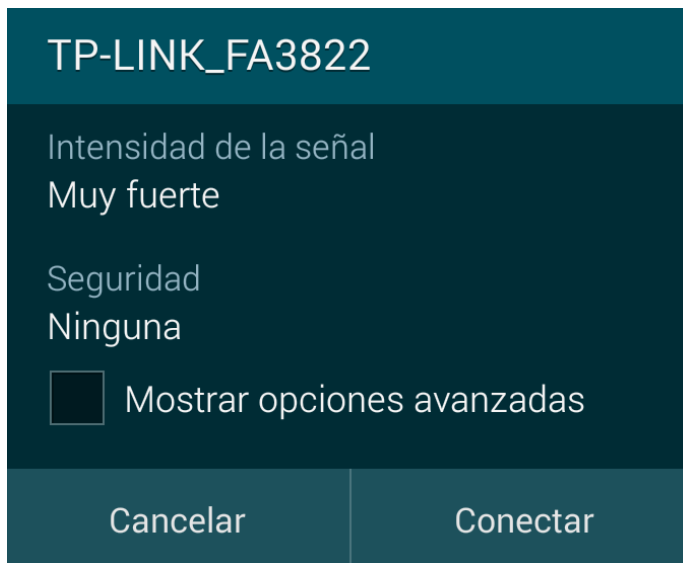 TP-LINK_FA3822
Intensidad de la señal
Muy fuerte
Seguridad
Ninguna
Mostrar opciones avanzadas
Cancelar
Conectar